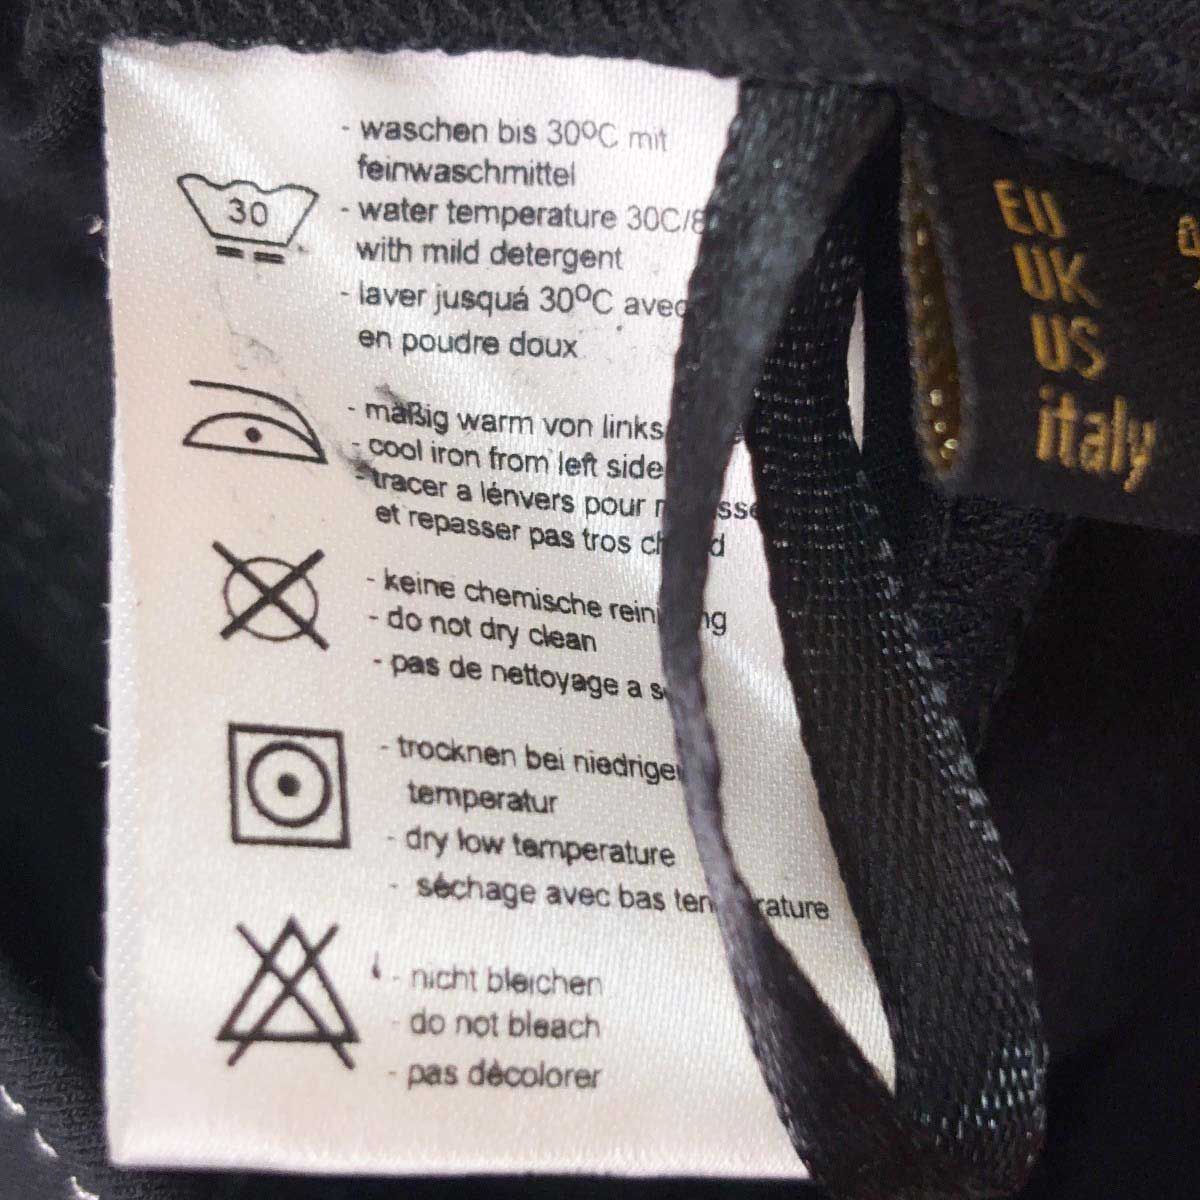 - waschen bis 30ºC mit
feinwaschmittel
30
- water temperature 30C/8
with mild detergent
- laver jusquá 30ºC avec
en poudre doux
- mäßig warm von links
- cool iron from left side
- tracer a lénvers pour
et repasser pas tros
- keine chemische
- do not dry clean
- pas de nettoyage a
- trocknen bei
temperatur
- dry low temperature
- séchage avec bas
- nicht bleichen
- do not bleach
- pas décolorer
EU
UK
US
italy